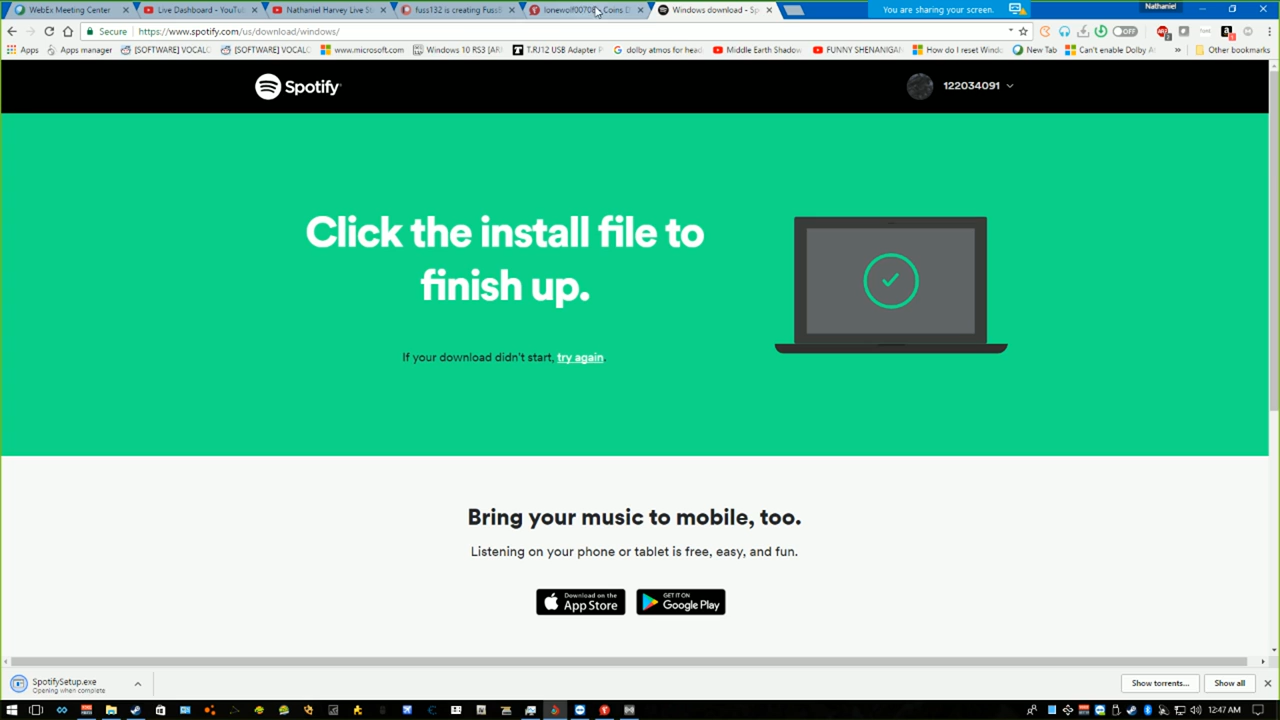 WebEx Meeting Center
Live Dashboard - YouTu
Nathaniel Harvey Live St
fuss132 is creating Fuss
lonewolf0070
Coins D
Windows download - Sp
You are sharing your screen.
Nathaniel
Secure
https://www.spotify.com/us/download/windows/
Apps
Apps manager
[SOFTWARE] VOCALO
[SOFTWARE] VOCALO
www.microsoft.com
Windows 10 RS3 [AR
T.RJ12 USB Adapter P
dolby atmos for head
Middle Earth Shadow
FUNNY SHENANIGAN
How do I reset Wind
New Tab
Can't enable Dolby A
Other bookmarks
Spotify
122034091
Click the install file to
finish up.
If your download didn't start, try again.
Bring your music to mobile, too.
Listening on your phone or tablet is free, easy, and fun.
Download on the
App Store
GET IT ON
Google Play
SpotifySetup.exe
Opening when complete
Show torrents...
Show all
12:47 AM